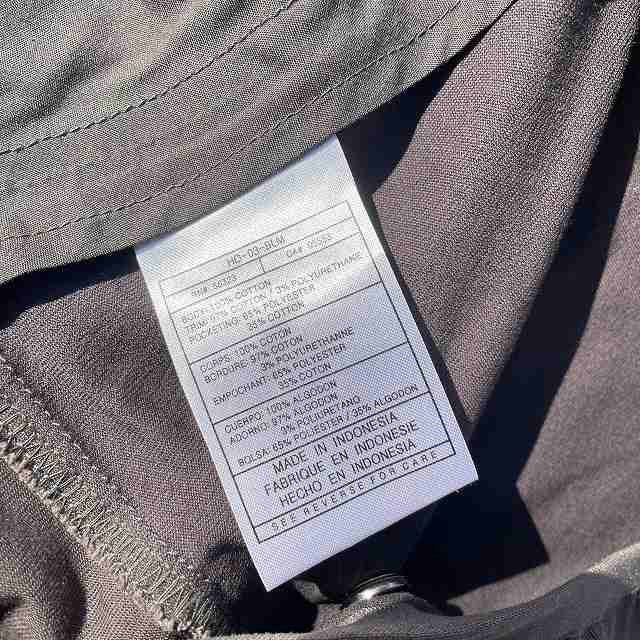 HO-03-BLM
RN# 56323 CA# 05553
BODY: 100% COTTON
TRIM: 97% COTTON / 3% POLYURETHANE
POCKETING: 65% POLYESTER
35% COTTON
CORPS: 100% COTON
BORDURE: 97% COTON
3% POLYURETHANNE
EMPOCHANT: 65% POLYESTER
35% COTON
CUERPO: 100% ALGODON
ADORNO: 97% ALGODON
3% POLIURETANO
BOLSA: 65% POLYESTER / 35% ALGODON
MADE IN INDONESIA
FABRIQUE EN INDONESIE
HECHO EN INDONESIA
SEE REVERSE FOR CARE